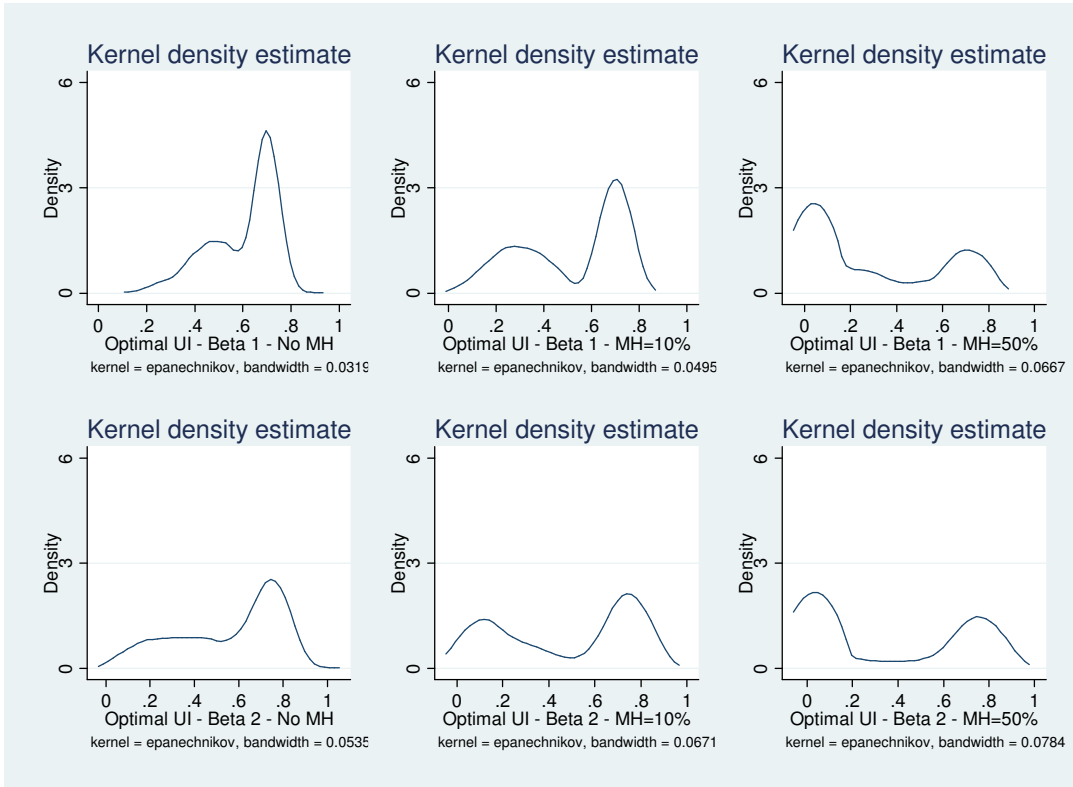 Kernel density estimate
6
3
0
Density
0 .2 .4 .6 .8 1
Optimal UI - Beta 1 - No MH
kernel = epanechnikov, bandwidth = 0.0319
Kernel density estimate
6
3
0
Density
0 .2 .4 .6 .8 1
Optimal UI - Beta 1 - MH=10%
kernel = epanechnikov, bandwidth = 0.0495
Kernel density estimate
6
3
0
Density
0 .2 .4 .6 .8 1
Optimal UI - Beta 1 - MH=50%
kernel = epanechnikov, bandwidth = 0.0667
Kernel density estimate
6
3
0
Density
0 .2 .4 .6 .8 1
Optimal UI - Beta 2 - No MH
kernel = epanechnikov, bandwidth = 0.0535
Kernel density estimate
6
3
0
Density
0 .2 .4 .6 .8 1
Optimal UI - Beta 2 - MH=10%
kernel = epanechnikov, bandwidth = 0.0671
Kernel density estimate
6
3
0
Density
0 .2 .4 .6 .8 1
Optimal UI - Beta 2 - MH=50%
kernel = epanechnikov, bandwidth = 0.0784